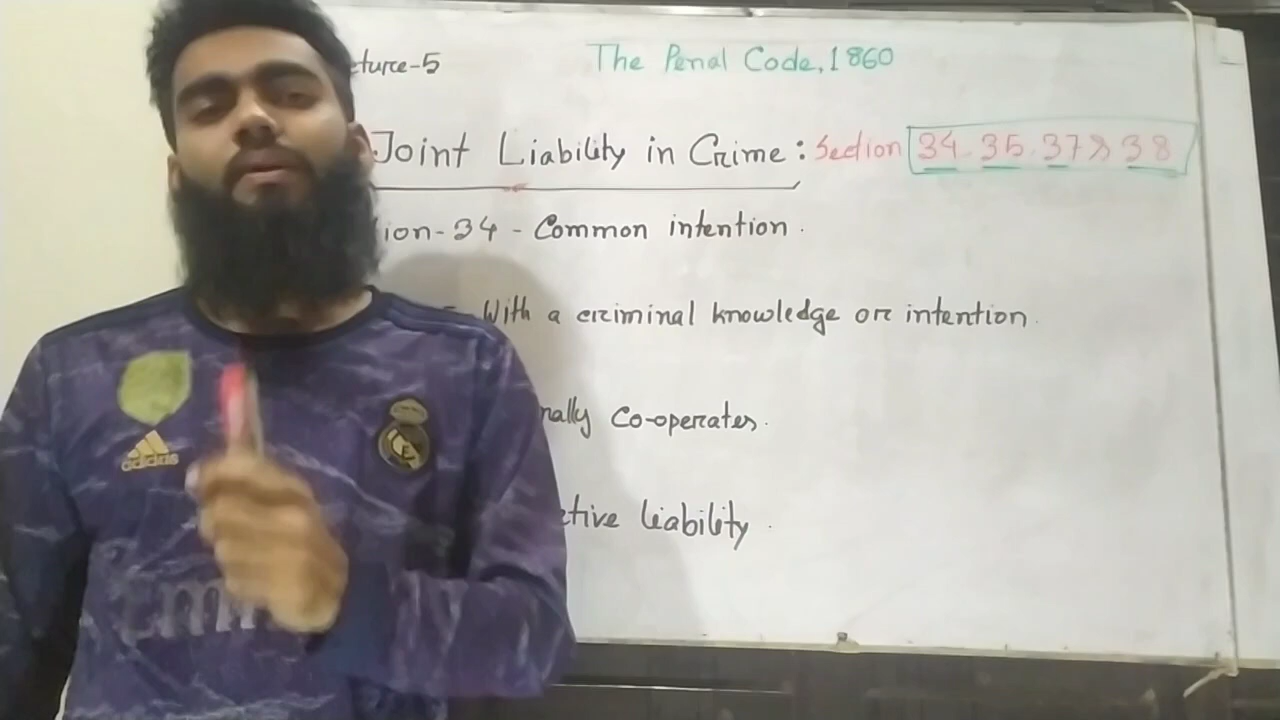 eture-5
The Penal Code, 1860
Joint Liability in Crime: Section 34. 35. 37 & 38
ion-34 - Common intention.
- With a criminal knowledge or intention.
nally Co-operates.
ctive liability.
adidas